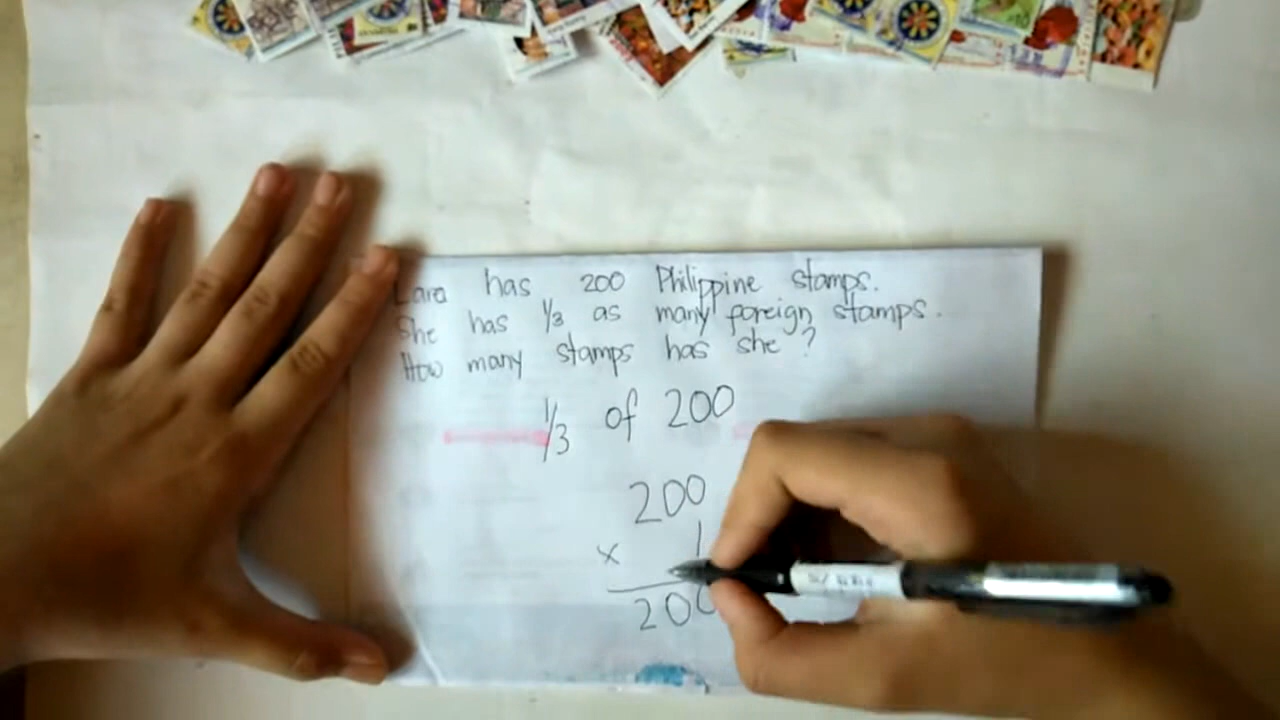 Lara has 200 Philippine stamps.
She has 1/3 as many foreign stamps.
How many stamps has she?
1/3 of 200
200
x 1
200